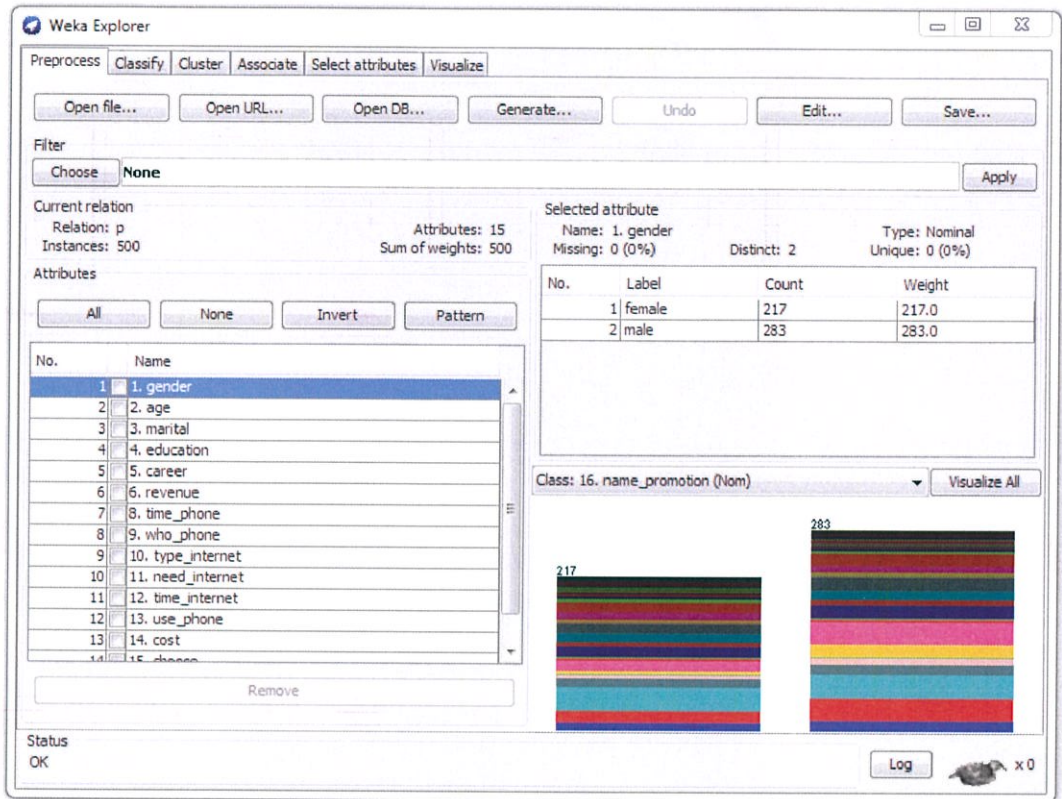 Weka Explorer
Preprocess Classify Cluster Associate Select attributes Visualize
Open file... Open URL... Open DB... Generate... Undo Edit... Save...
Filter
Choose None Apply
Current relation
Relation: p Attributes: 15
Instances: 500 Sum of weights: 500
Selected attribute
Name: 1. gender Type: Nominal
Missing: 0 (0%) Distinct: 2 Unique: 0 (0%)
No. Label Count Weight
1 female 217 217.0
2 male 283 283.0
Attributes
All None Invert Pattern
No. Name
1 1. gender
2 2. age
3 3. marital
4 4. education
5 5. career
6 6. revenue
7 8. time_phone
8 9. who_phone
9 10. type_internet
10 11. need_internet
11 12. time_internet
12 13. use_phone
13 14. cost
14 15. choose
Remove
Class: 16. name_promotion (Nom) Visualize All
217
283
Status
OK
Log x 0